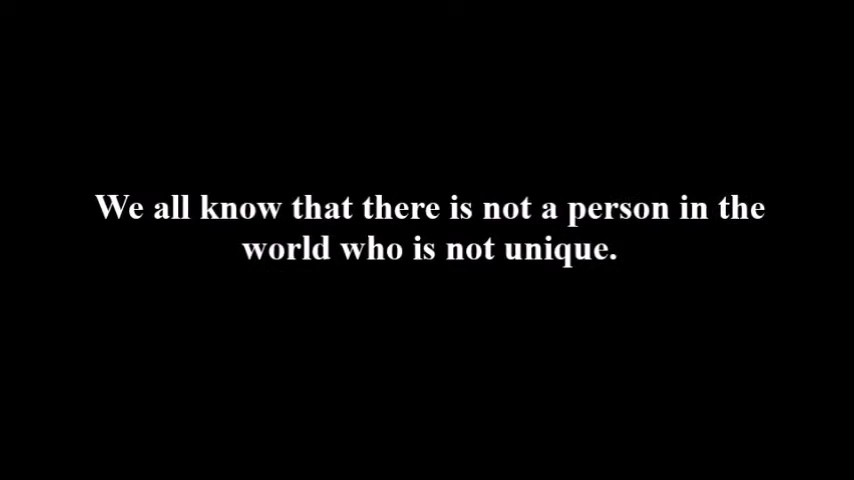 We all know that there is not a person in the
world who is not unique.